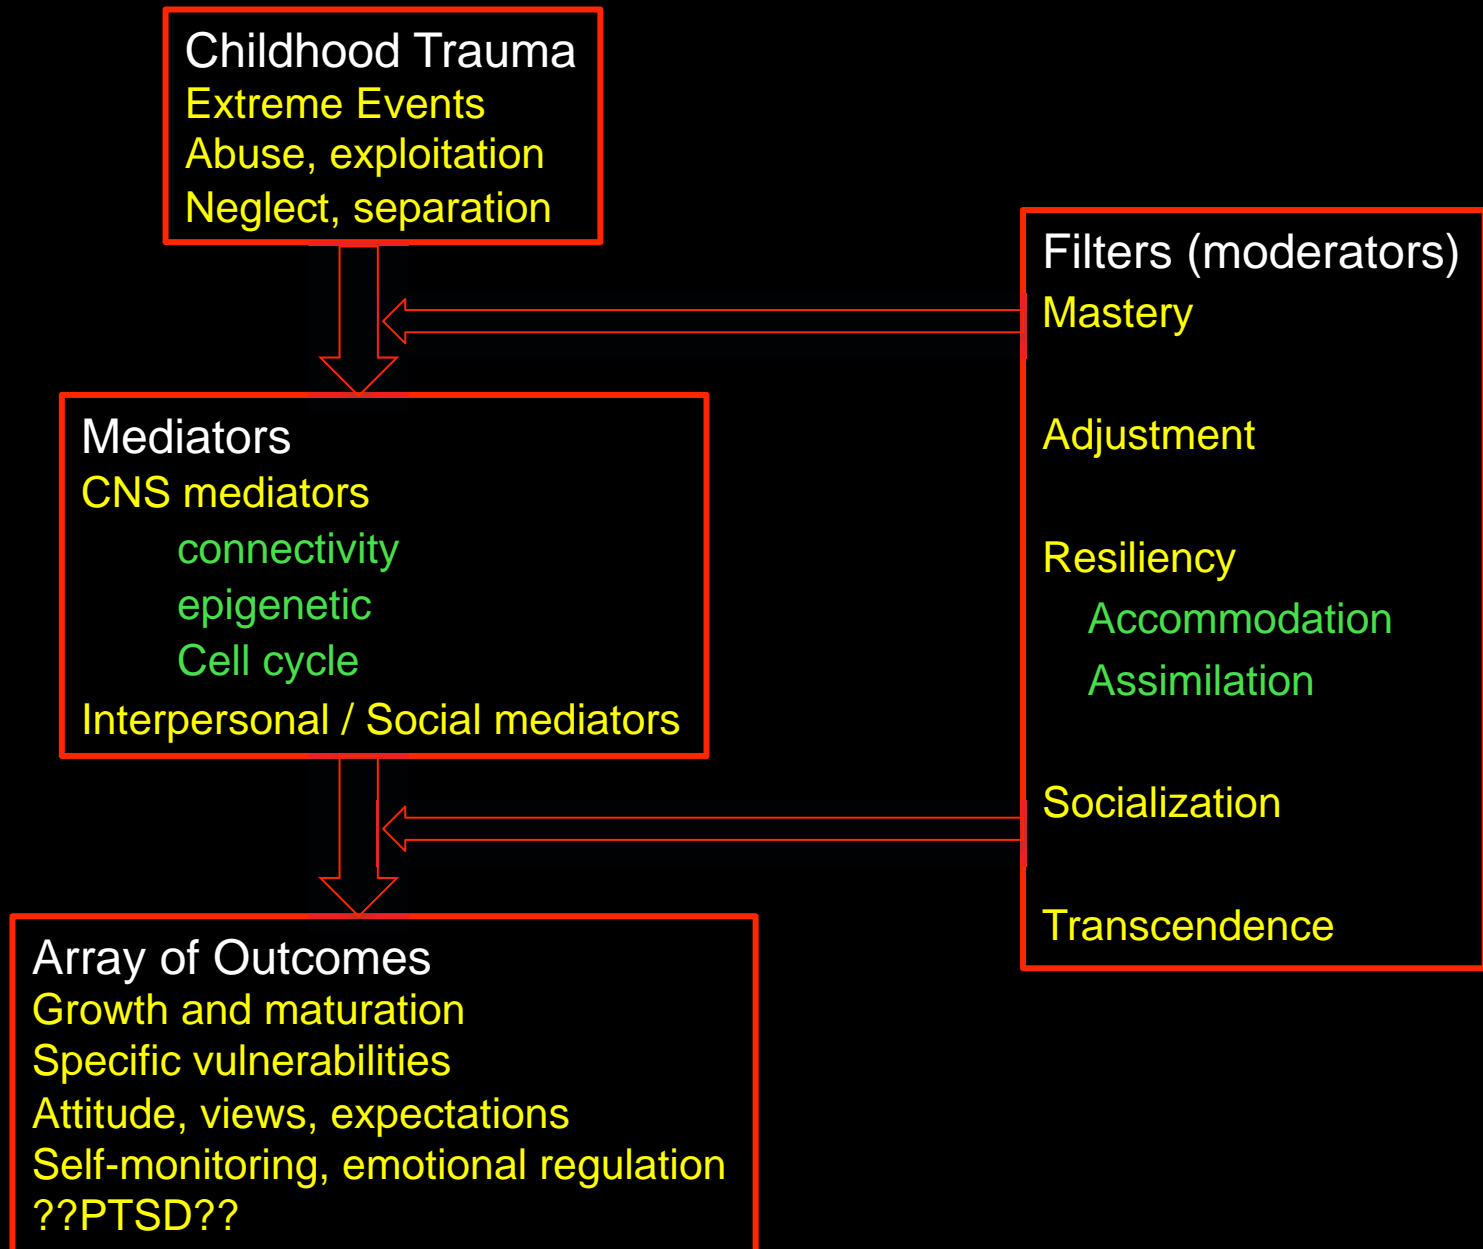 Childhood Trauma
Extreme Events
Abuse, exploitation
Neglect, separation
Filters (moderators)
Mastery
Adjustment
Resiliency
Accommodation
Assimilation
Socialization
Transcendence
Mediators
CNS mediators
connectivity
epigenetic
Cell cycle
Interpersonal / Social mediators
Array of Outcomes
Growth and maturation
Specific vulnerabilities
Attitude, views, expectations
Self-monitoring, emotional regulation
??PTSD??